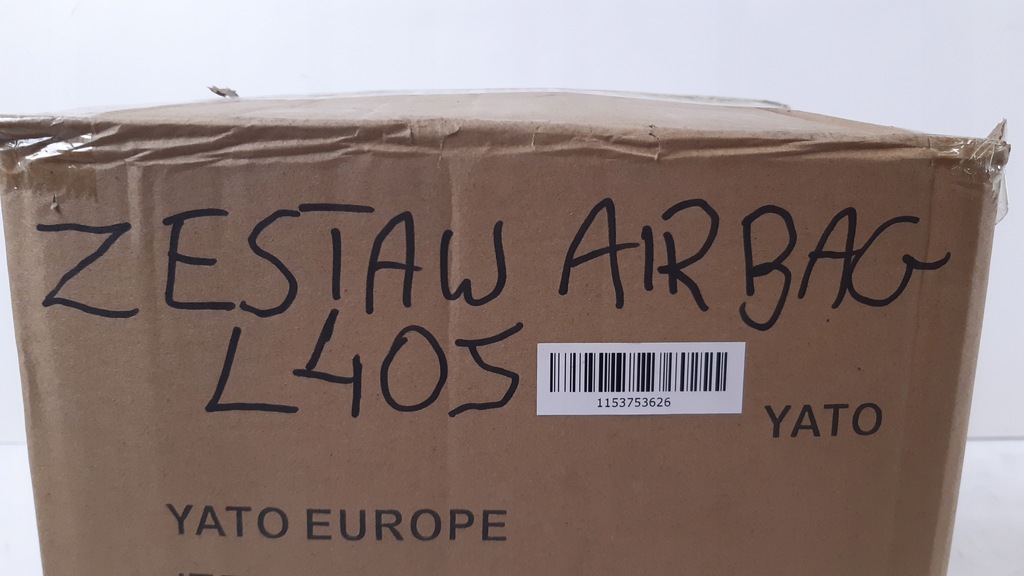 ZESTAW AIRBAG
L405
1153753626
YATO
YATO EUROPE